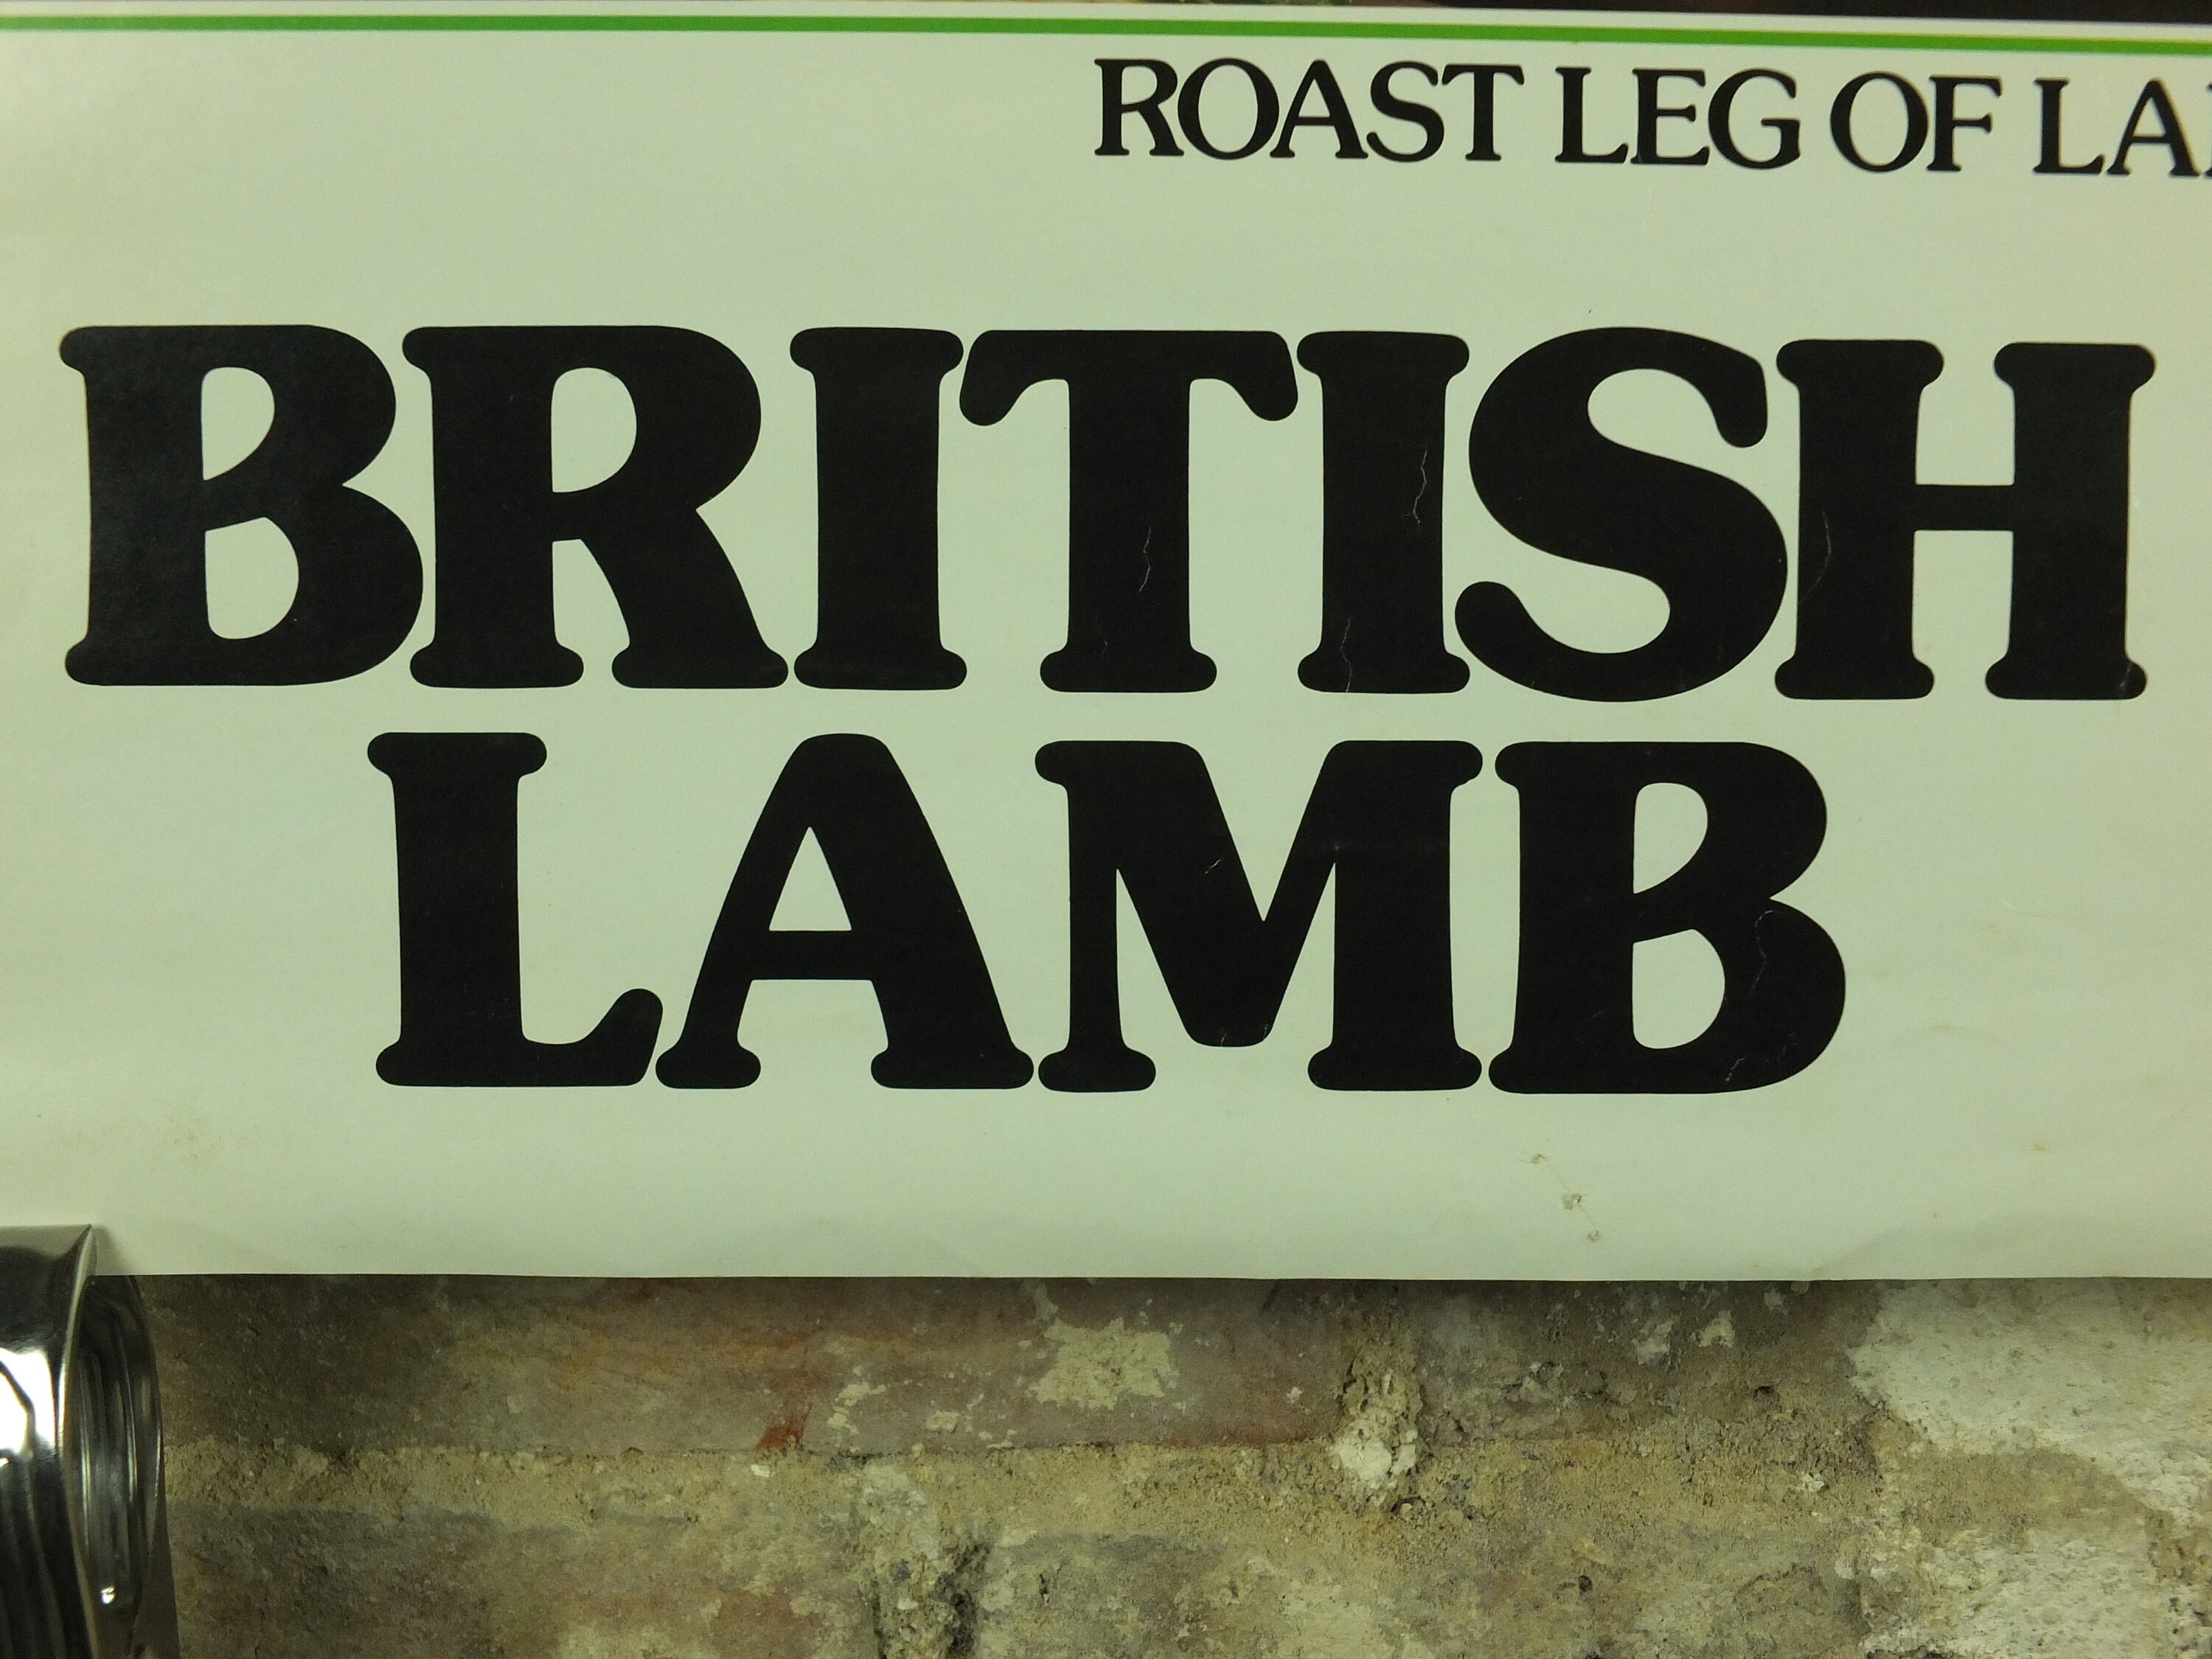 ROAST LEG OF
BRITISH
LAMB